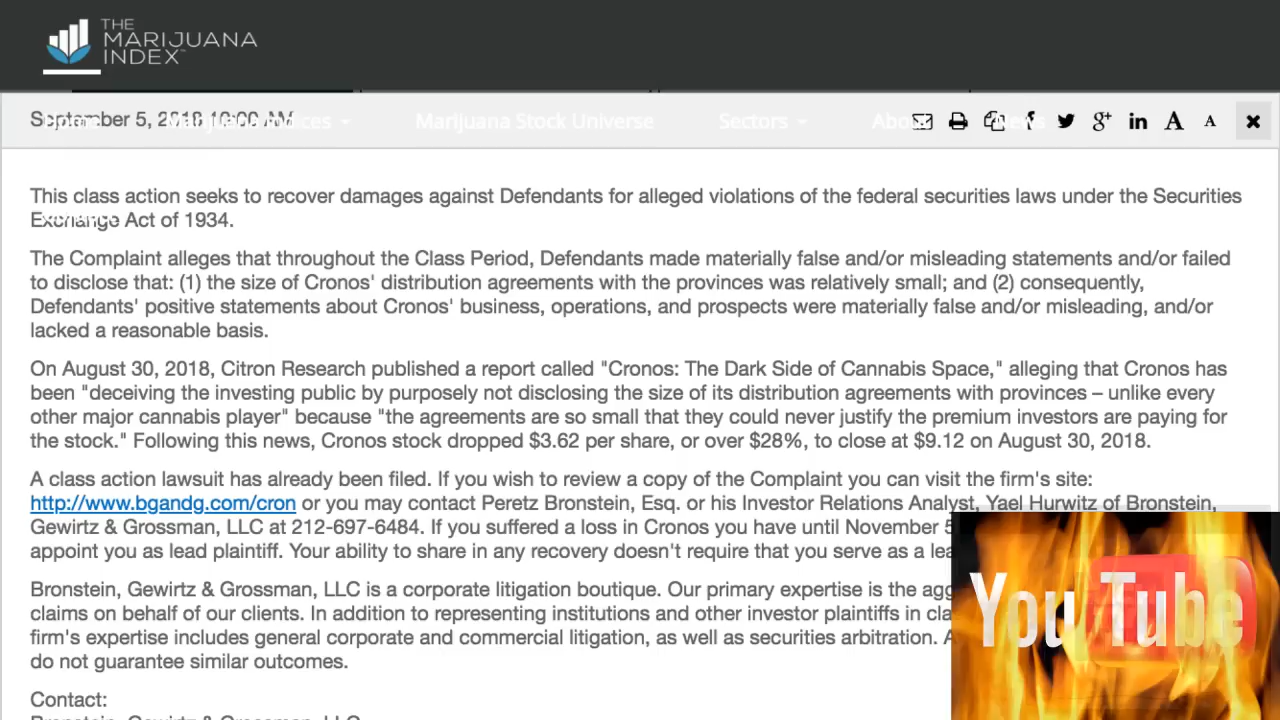 THE
MARIJUANA
INDEX™
September 5, 2018 10:00 AM
Marijuana Indices
Marijuana Stock Universe
Sectors
About
News
This class action seeks to recover damages against Defendants for alleged violations of the federal securities laws under the Securities
Exchange Act of 1934.
The Complaint alleges that throughout the Class Period, Defendants made materially false and/or misleading statements and/or failed
to disclose that: (1) the size of Cronos' distribution agreements with the provinces was relatively small; and (2) consequently,
Defendants' positive statements about Cronos' business, operations, and prospects were materially false and/or misleading, and/or
lacked a reasonable basis.
On August 30, 2018, Citron Research published a report called "Cronos: The Dark Side of Cannabis Space," alleging that Cronos has
been "deceiving the investing public by purposely not disclosing the size of its distribution agreements with provinces – unlike every
other major cannabis player" because "the agreements are so small that they could never justify the premium investors are paying for
the stock." Following this news, Cronos stock dropped $3.62 per share, or over $28%, to close at $9.12 on August 30, 2018.
A class action lawsuit has already been filed. If you wish to review a copy of the Complaint you can visit the firm's site:
http://www.bgandg.com/cron or you may contact Peretz Bronstein, Esq. or his Investor Relations Analyst, Yael Hurwitz of Bronstein,
Gewirtz & Grossman, LLC at 212-697-6484. If you suffered a loss in Cronos you have until November 5
appoint you as lead plaintiff. Your ability to share in any recovery doesn't require that you serve as a
Bronstein, Gewirtz & Grossman, LLC is a corporate litigation boutique. Our primary expertise is the
claims on behalf of our clients. In addition to representing institutions and other investor plaintiffs in
firm's expertise includes general corporate and commercial litigation, as well as securities arbitration.
do not guarantee similar outcomes.
Contact:
Bronstein, Gewirtz & Grossman, LLC
You Tube